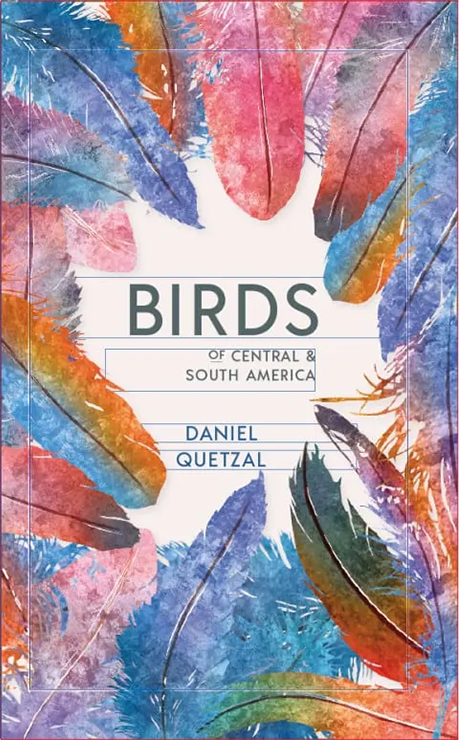 BIRDS
OF CENTRAL &
SOUTH AMERICA
DANIEL
QUETZAL